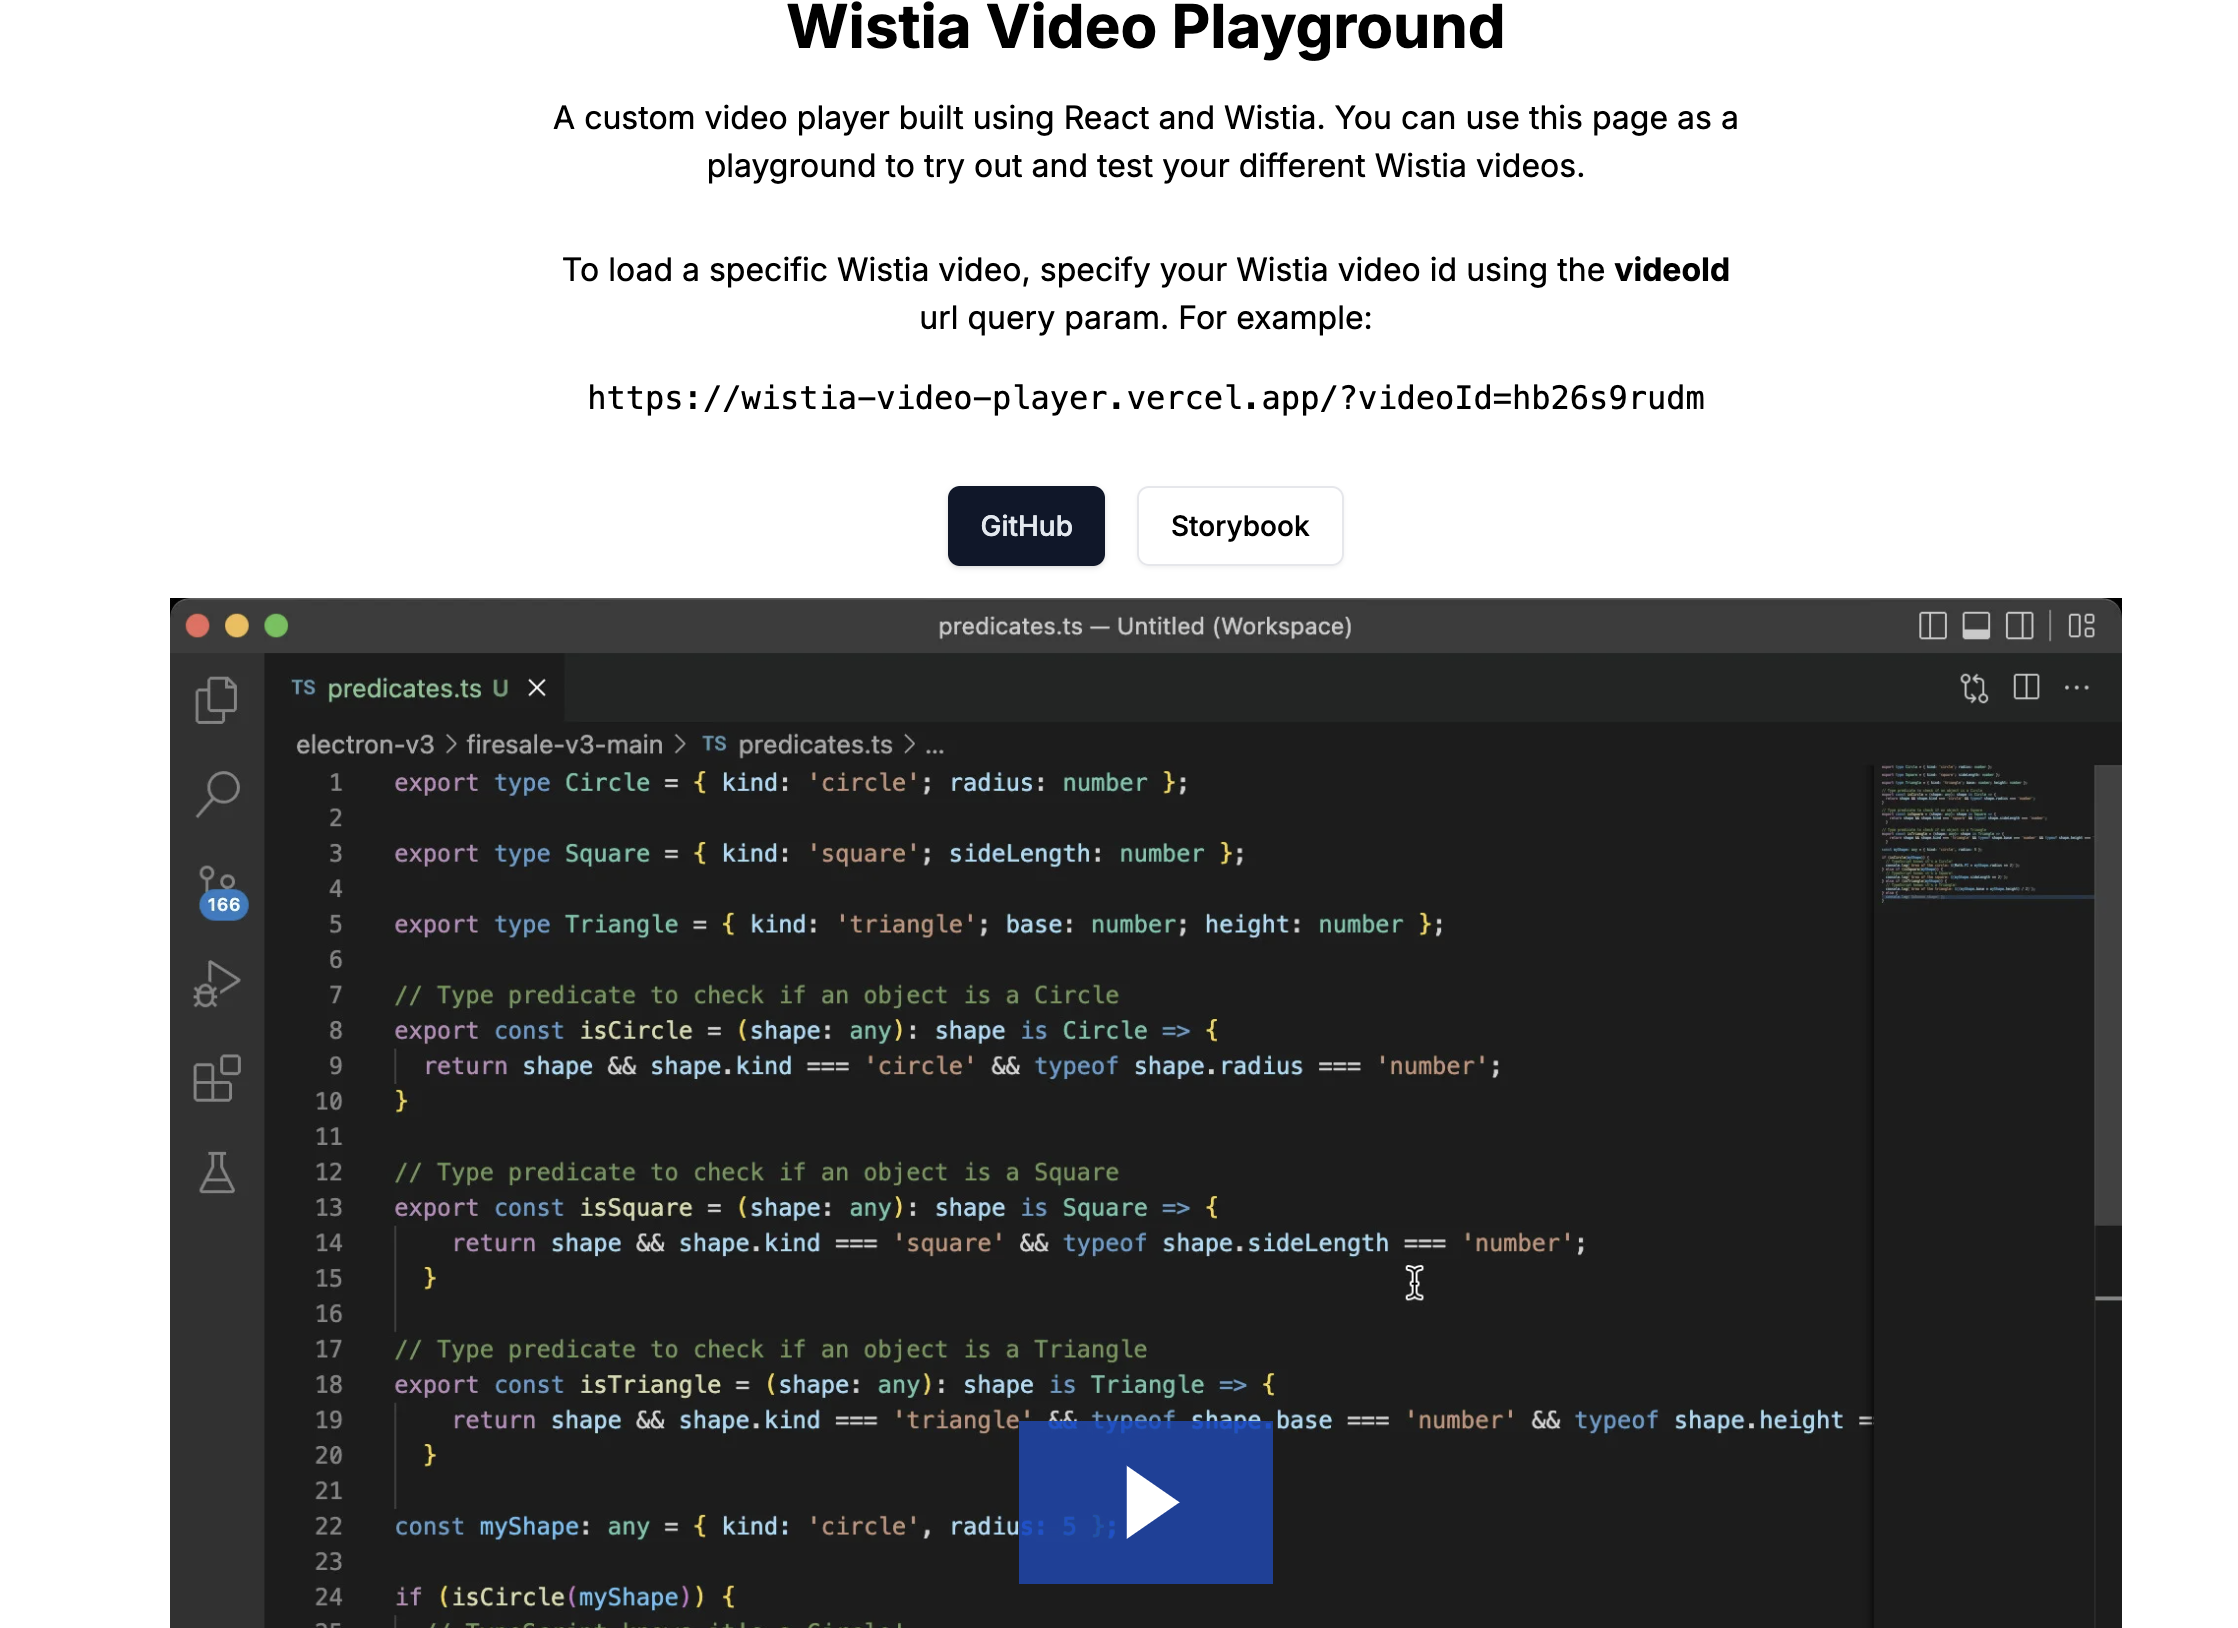 Wistia Video Playground
A custom video player built using React and Wistia. You can use this page as a
playground to try out and test your different Wistia videos.
To load a specific Wistia video, specify your Wistia video id using the videoId
url query param. For example:
https://wistia-video-player.vercel.app/?videoId=hb26s9rudm
GitHub Storybook
predicates.ts — Untitled (Workspace)
TS predicates.ts U
electron-v3 > firesale-v3-main > TS predicates.ts > ...
166
1 export type Circle = { kind: 'circle'; radius: number };
2
3 export type Square = { kind: 'square'; sideLength: number };
4
5 export type Triangle = { kind: 'triangle'; base: number; height: number };
6
7 // Type predicate to check if an object is a Circle
8 export const isCircle = (shape: any): shape is Circle => {
9 return shape && shape.kind === 'circle' && typeof shape.radius === 'number';
10 }
11
12 // Type predicate to check if an object is a Square
13 export const isSquare = (shape: any): shape is Square => {
14 return shape && shape.kind === 'square' && typeof shape.sideLength === 'number';
15 }
16
17 // Type predicate to check if an object is a Triangle
18 export const isTriangle = (shape: any): shape is Triangle => {
19 return shape && shape.kind === 'triangle' && typeof shape.base === 'number' && typeof shape.height =
20 }
21
22 const myShape: any = { kind: 'circle', radius: 5 };
23
24 if (isCircle(myShape)) {
25 // TypeScript knows it's a Circle!